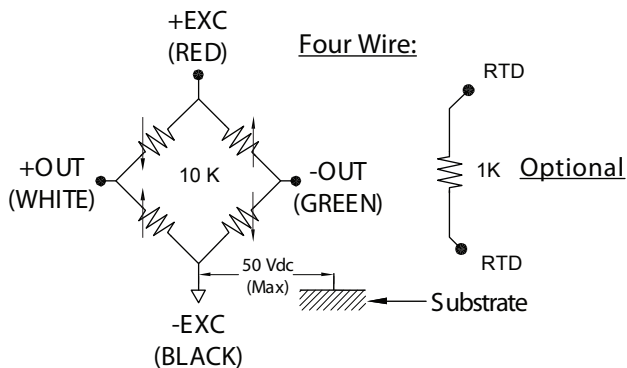 +EXC
(RED)
Four Wire:
RTD
+OUT
(WHITE)
10 K
-OUT
(GREEN)
1K
Optional
50 Vdc
(Max)
RTD
Substrate
-EXC
(BLACK)